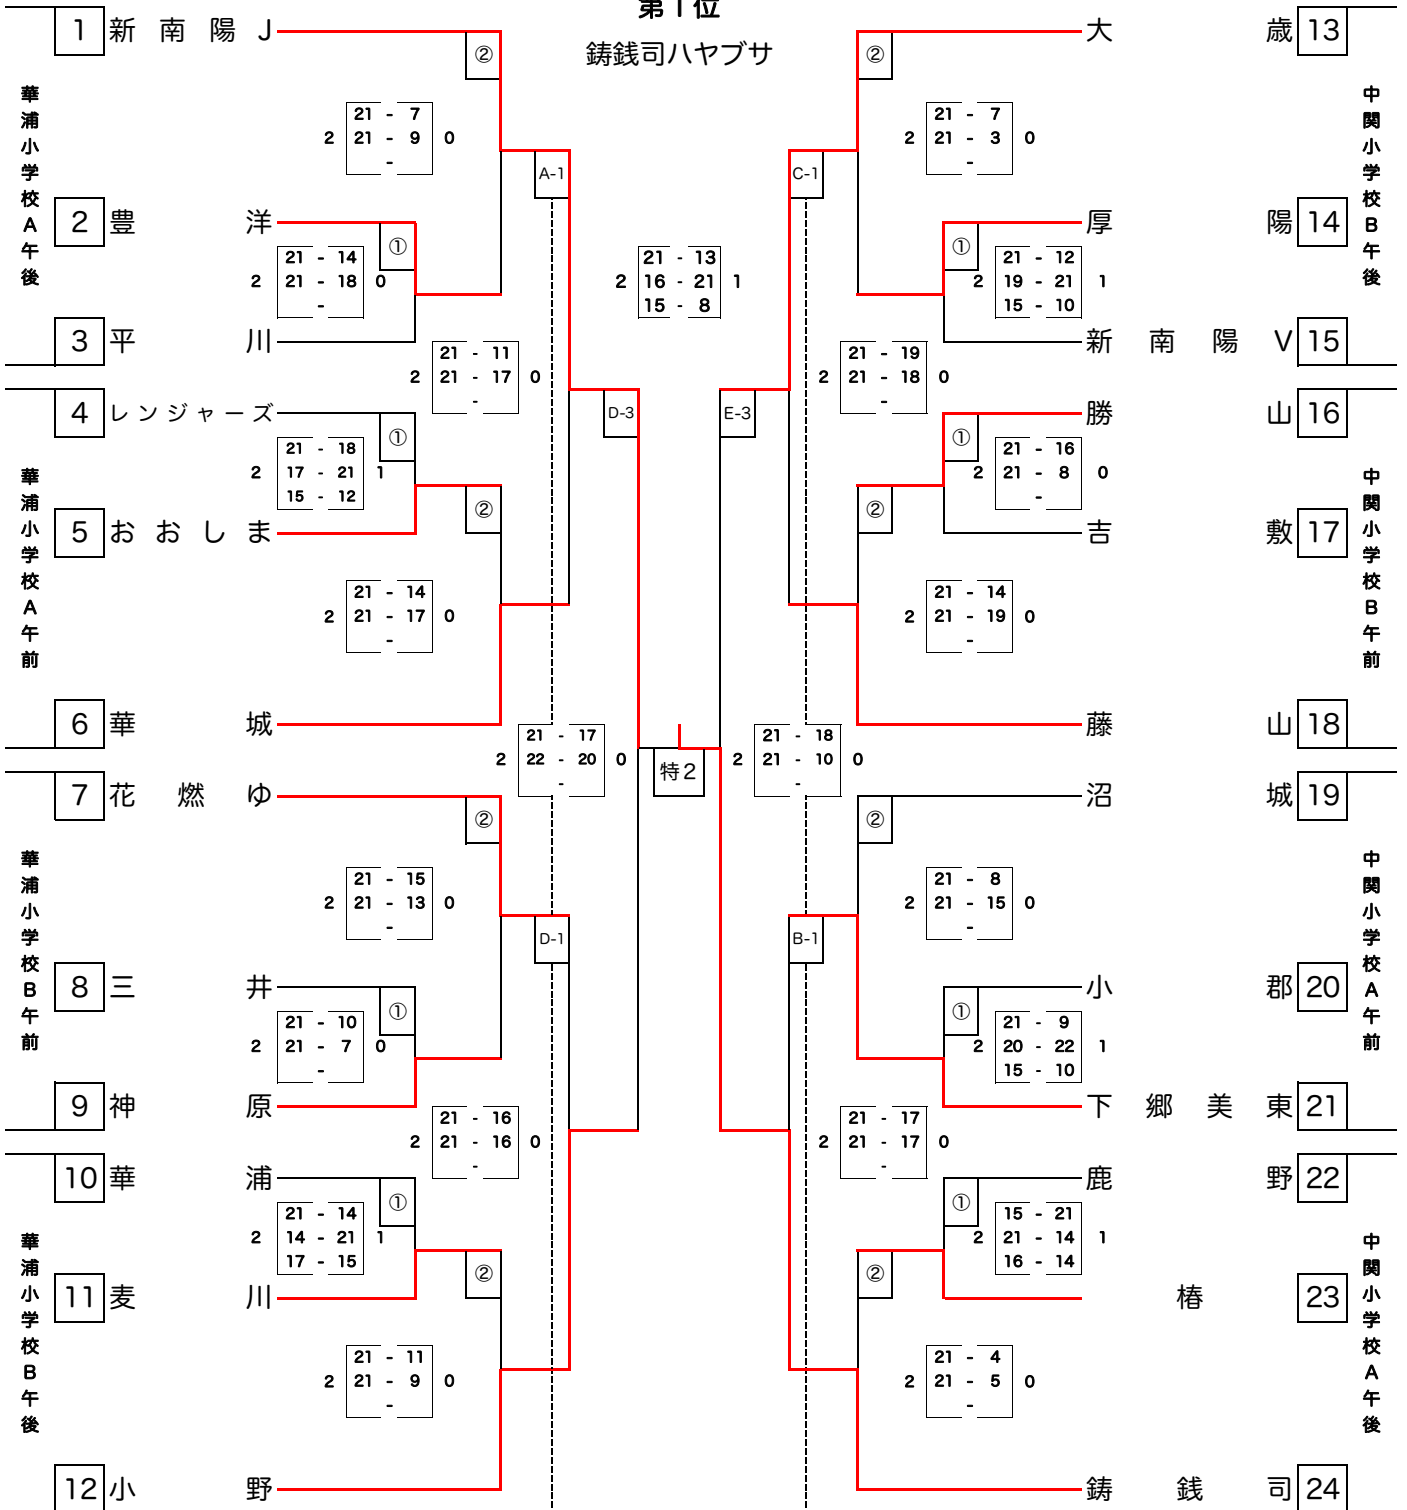 第1位
鋳銭司ハヤブサ
華浦小学校A午後
1 新南陽J
②
21 - 7
2 21 - 9 0
-
A-1
2 豊洋
①
21 - 14
2 21 - 18 0
-
3 平川
21 - 11
2 21 - 17 0
-
華浦小学校A午前
4 レンジャーズ
①
21 - 18
2 17 - 21 1
15 - 12
5 おおしま
②
21 - 14
2 21 - 17 0
-
6 華城
D-3
21 - 17
2 22 - 20 0
-
華浦小学校B午前
7 花燃ゆ
②
21 - 15
2 21 - 13 0
-
D-1
8 三井
①
21 - 10
2 21 - 7 0
-
9 神原
21 - 16
2 21 - 16 0
-
華浦小学校B午後
10 華浦
①
21 - 14
2 14 - 21 1
17 - 15
11 麦川
②
21 - 11
2 21 - 9 0
-
12 小野
21 - 13
2 16 - 21 1
15 - 8
特2
中関小学校B午後
大歳 13
②
21 - 7
2 21 - 3 0
-
C-1
厚陽 14
①
21 - 12
2 19 - 21 1
15 - 10
新南陽V 15
21 - 19
2 21 - 18 0
-
E-3
中関小学校B午前
勝山 16
①
21 - 16
2 21 - 8 0
-
吉敷 17
②
21 - 14
2 21 - 19 0
-
藤山 18
21 - 18
2 21 - 10 0
-
中関小学校A午前
沼城 19
②
21 - 8
2 21 - 15 0
-
B-1
小郡 20
①
21 - 9
2 20 - 22 1
15 - 10
下郷美東 21
21 - 17
2 21 - 17 0
-
中関小学校A午後
鹿野 22
①
15 - 21
2 21 - 14 1
16 - 14
椿 23
②
21 - 4
2 21 - 5 0
-
鋳銭司 24